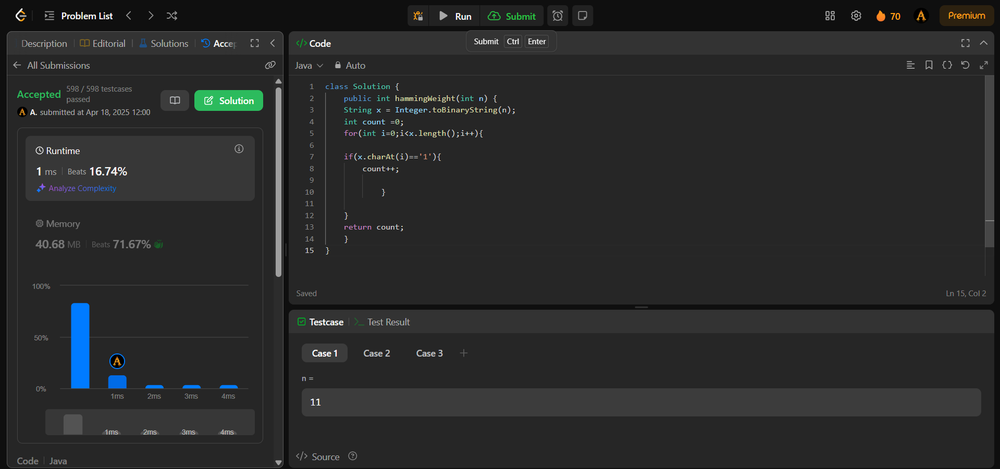 Problem List
Run
Submit
70
Premium
Description
Editorial
Solutions
Accep
Code
Submit Ctrl Enter
All Submissions
Java
Auto
Accepted
598 / 598 testcases passed
Solution
A. submitted at Apr 18, 2025 12:00
Runtime
1 ms
Beats 16.74%
Analyze Complexity
Memory
40.68 MB
Beats 71.67%
100%
50%
0%
1ms
2ms
3ms
4ms
1ms
2ms
3ms
4ms
Code
Java
1 class Solution {
2 public int hammingWeight(int n) {
3 String x = Integer.toBinaryString(n);
4 int count =0;
5 for(int i=0;i<x.length();i++){
6
7 if(x.charAt(i)=='1'){
8 count++;
9
10 }
11
12 }
13 return count;
14 }
15 }
Saved
Ln 15, Col 2
Testcase
Test Result
Case 1
Case 2
Case 3
n =
11
Source